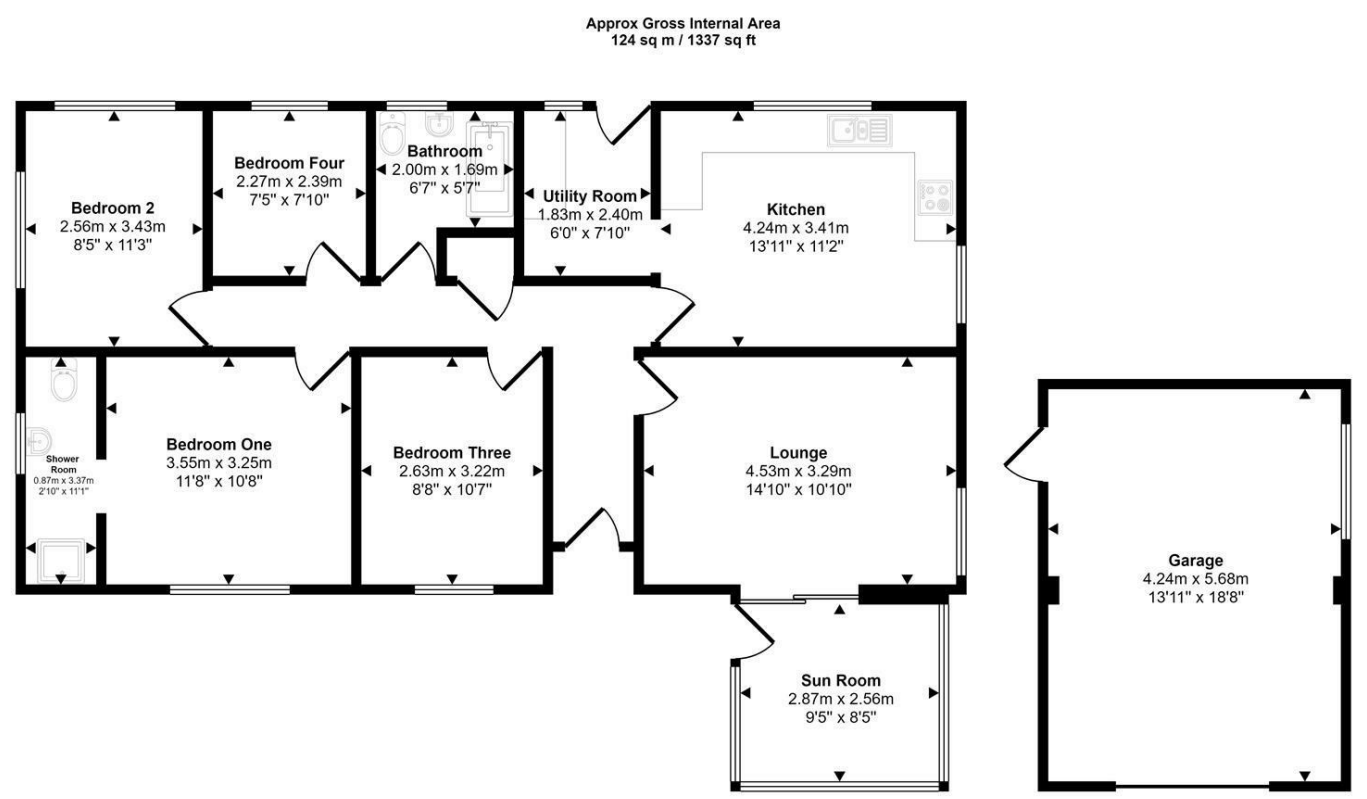 Approx Gross Internal Area
124 sq m / 1337 sq ft
Bedroom 2
2.56m x 3.43m
8'5" x 11'3"
Bedroom Four
2.27m x 2.39m
7'5" x 7'10"
Bathroom
2.00m x 1.69m
6'7" x 5'7"
Utility Room
1.83m x 2.40m
6'0" x 7'10"
Kitchen
4.24m x 3.41m
13'11" x 11'2"
Shower
Room
0.87m x 3.37m
2'10" x 11'1"
Bedroom One
3.55m x 3.25m
11'8" x 10'8"
Bedroom Three
2.63m x 3.22m
8'8" x 10'7"
Lounge
4.53m x 3.29m
14'10" x 10'10"
Sun Room
2.87m x 2.56m
9'5" x 8'5"
Garage
4.24m x 5.68m
13'11" x 18'8"